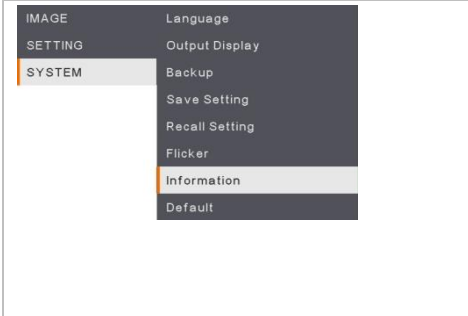 IMAGE
SETTING
SYSTEM
Language
Output Display
Backup
Save Setting
Recall Setting
Flicker
Information
Default